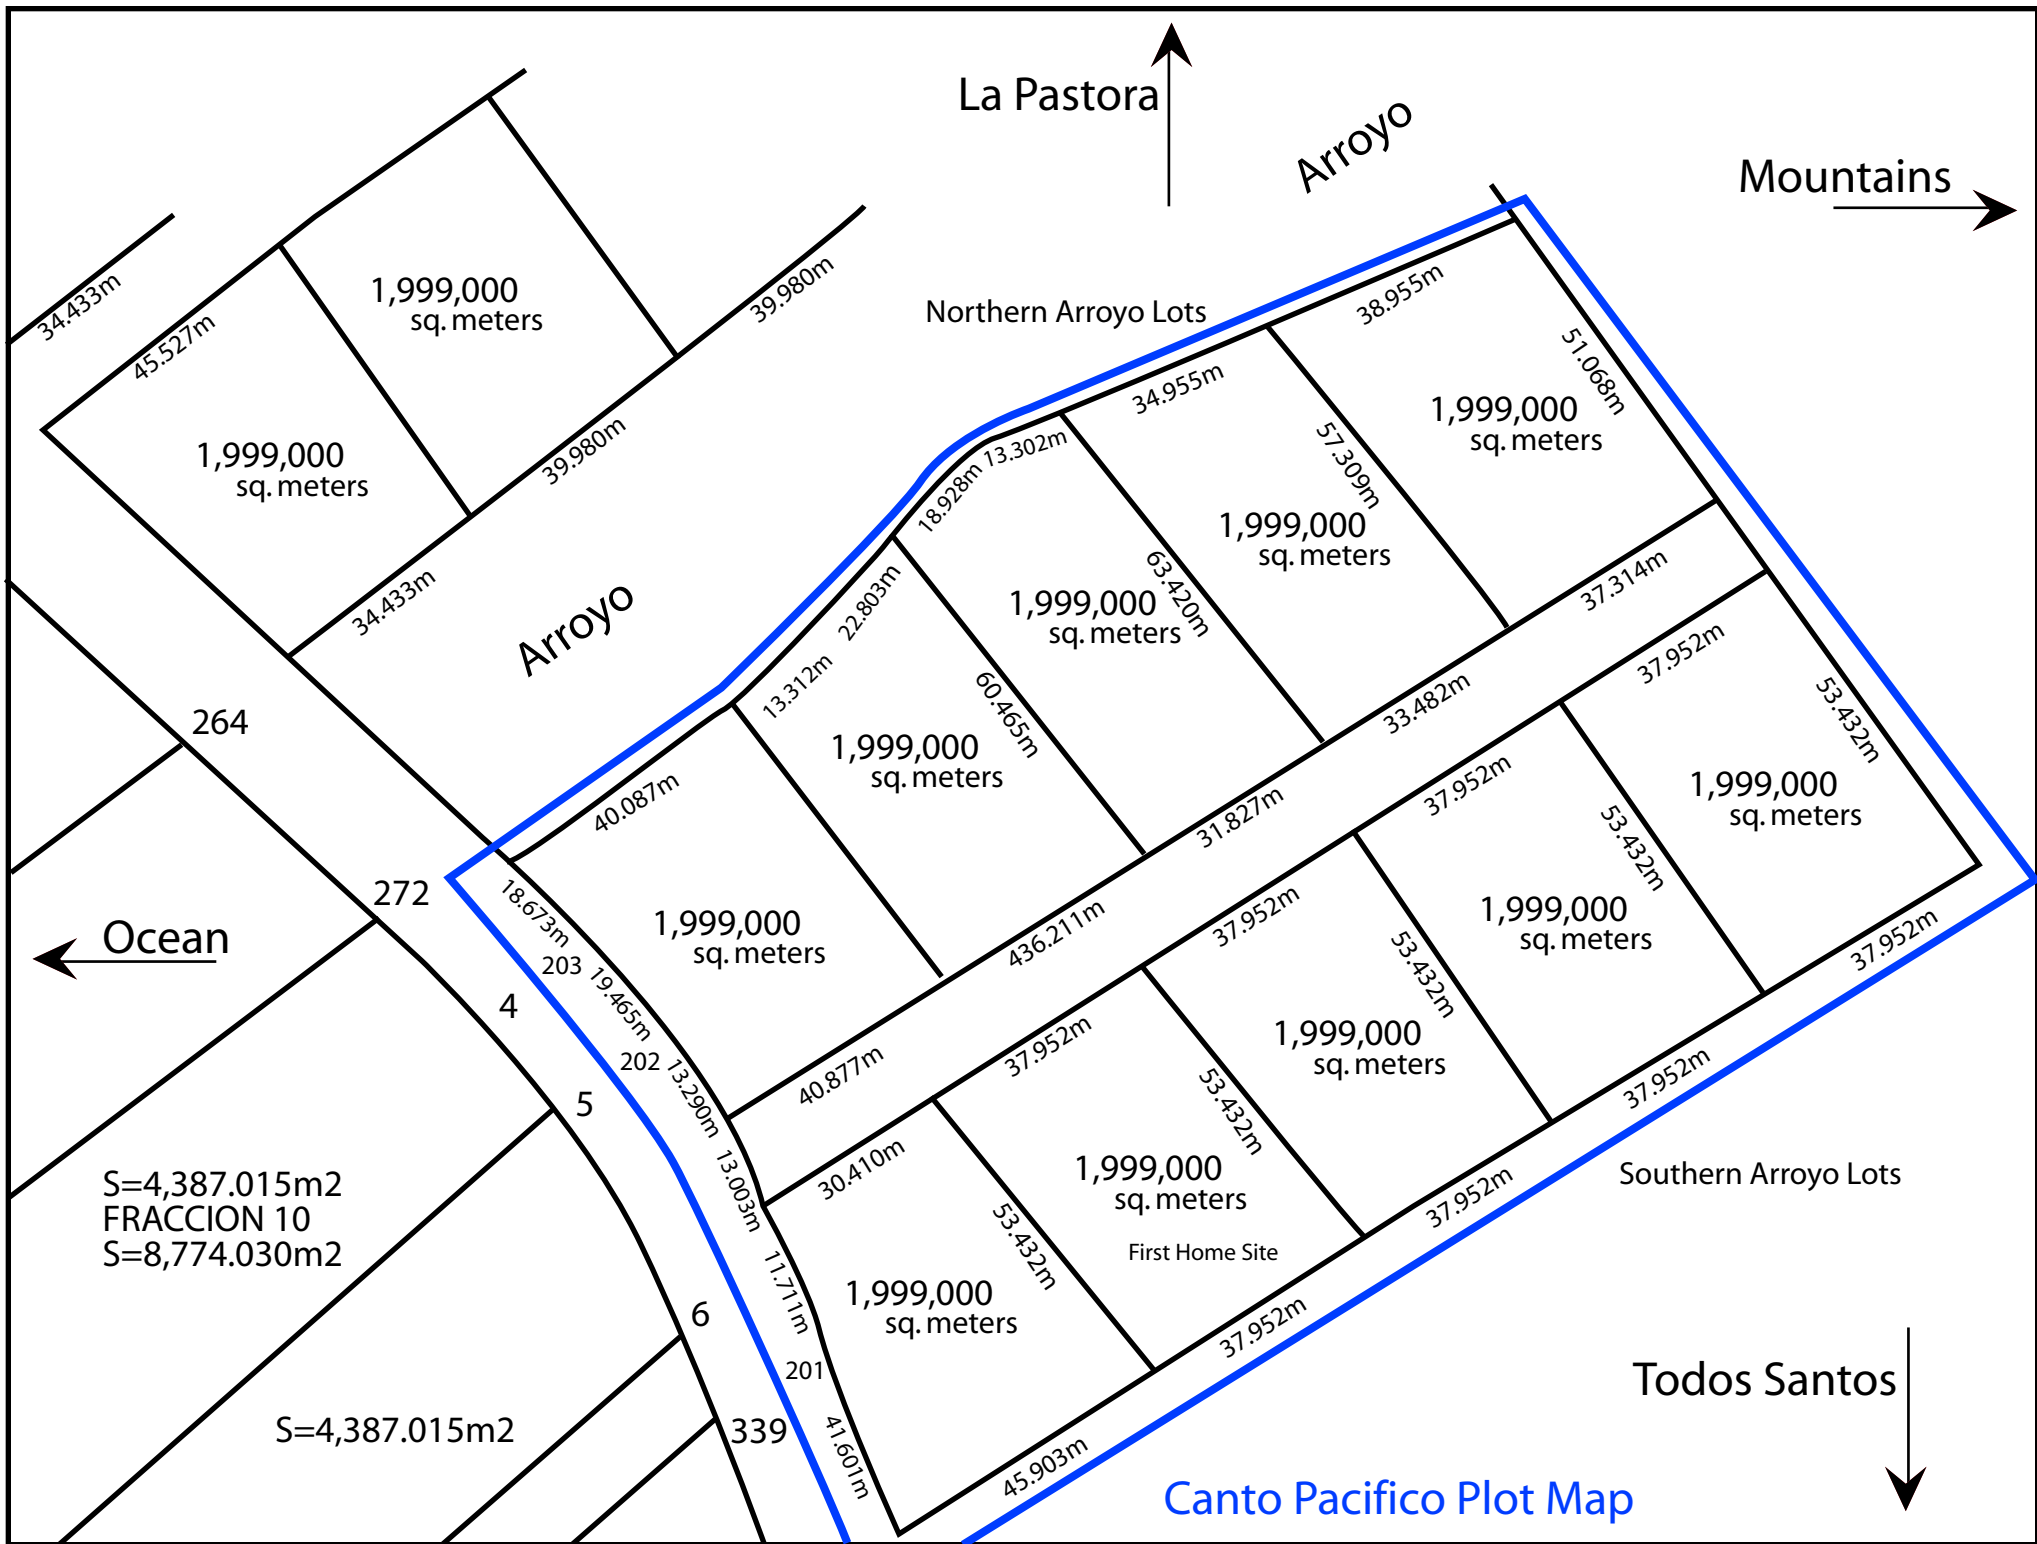 La Pastora
Arroyo
Mountains
34.433m
45.527m
1,999,000
sq. meters
39.980m
Northern Arroyo Lots
38.955m
51.068m
1,999,000
sq. meters
39.980m
34.955m
1,999,000
sq. meters
13.302m
18.928m
57.309m
1,999,000
sq. meters
34.433m
Arroyo
22.803m
13.312m
1,999,000
sq. meters
63.420m
37.314m
60.465m
37.952m
53.432m
264
33.482m
1,999,000
sq. meters
40.087m
31.827m
37.952m
1,999,000
sq. meters
53.432m
272
Ocean
18.673m
203
19.465m
1,999,000
sq. meters
436.211m
37.952m
53.432m
1,999,000
sq. meters
37.952m
4
202
13.290m
40.877m
37.952m
53.432m
1,999,000
sq. meters
37.952m
5
13.003m
30.410m
1,999,000
sq. meters
First Home Site
37.952m
Southern Arroyo Lots
S=4,387.015m2
FRACCION 10
S=8,774.030m2
11.711m
53.432m
1,999,000
sq. meters
37.952m
6
201
Todos Santos
S=4,387.015m2
339
41.601m
45.903m
Canto Pacifico Plot Map